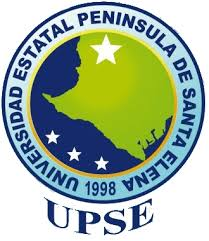 UNIVERSIDAD ESTATAL PENINSULA DE SANTA ELENA
1998
UPSE